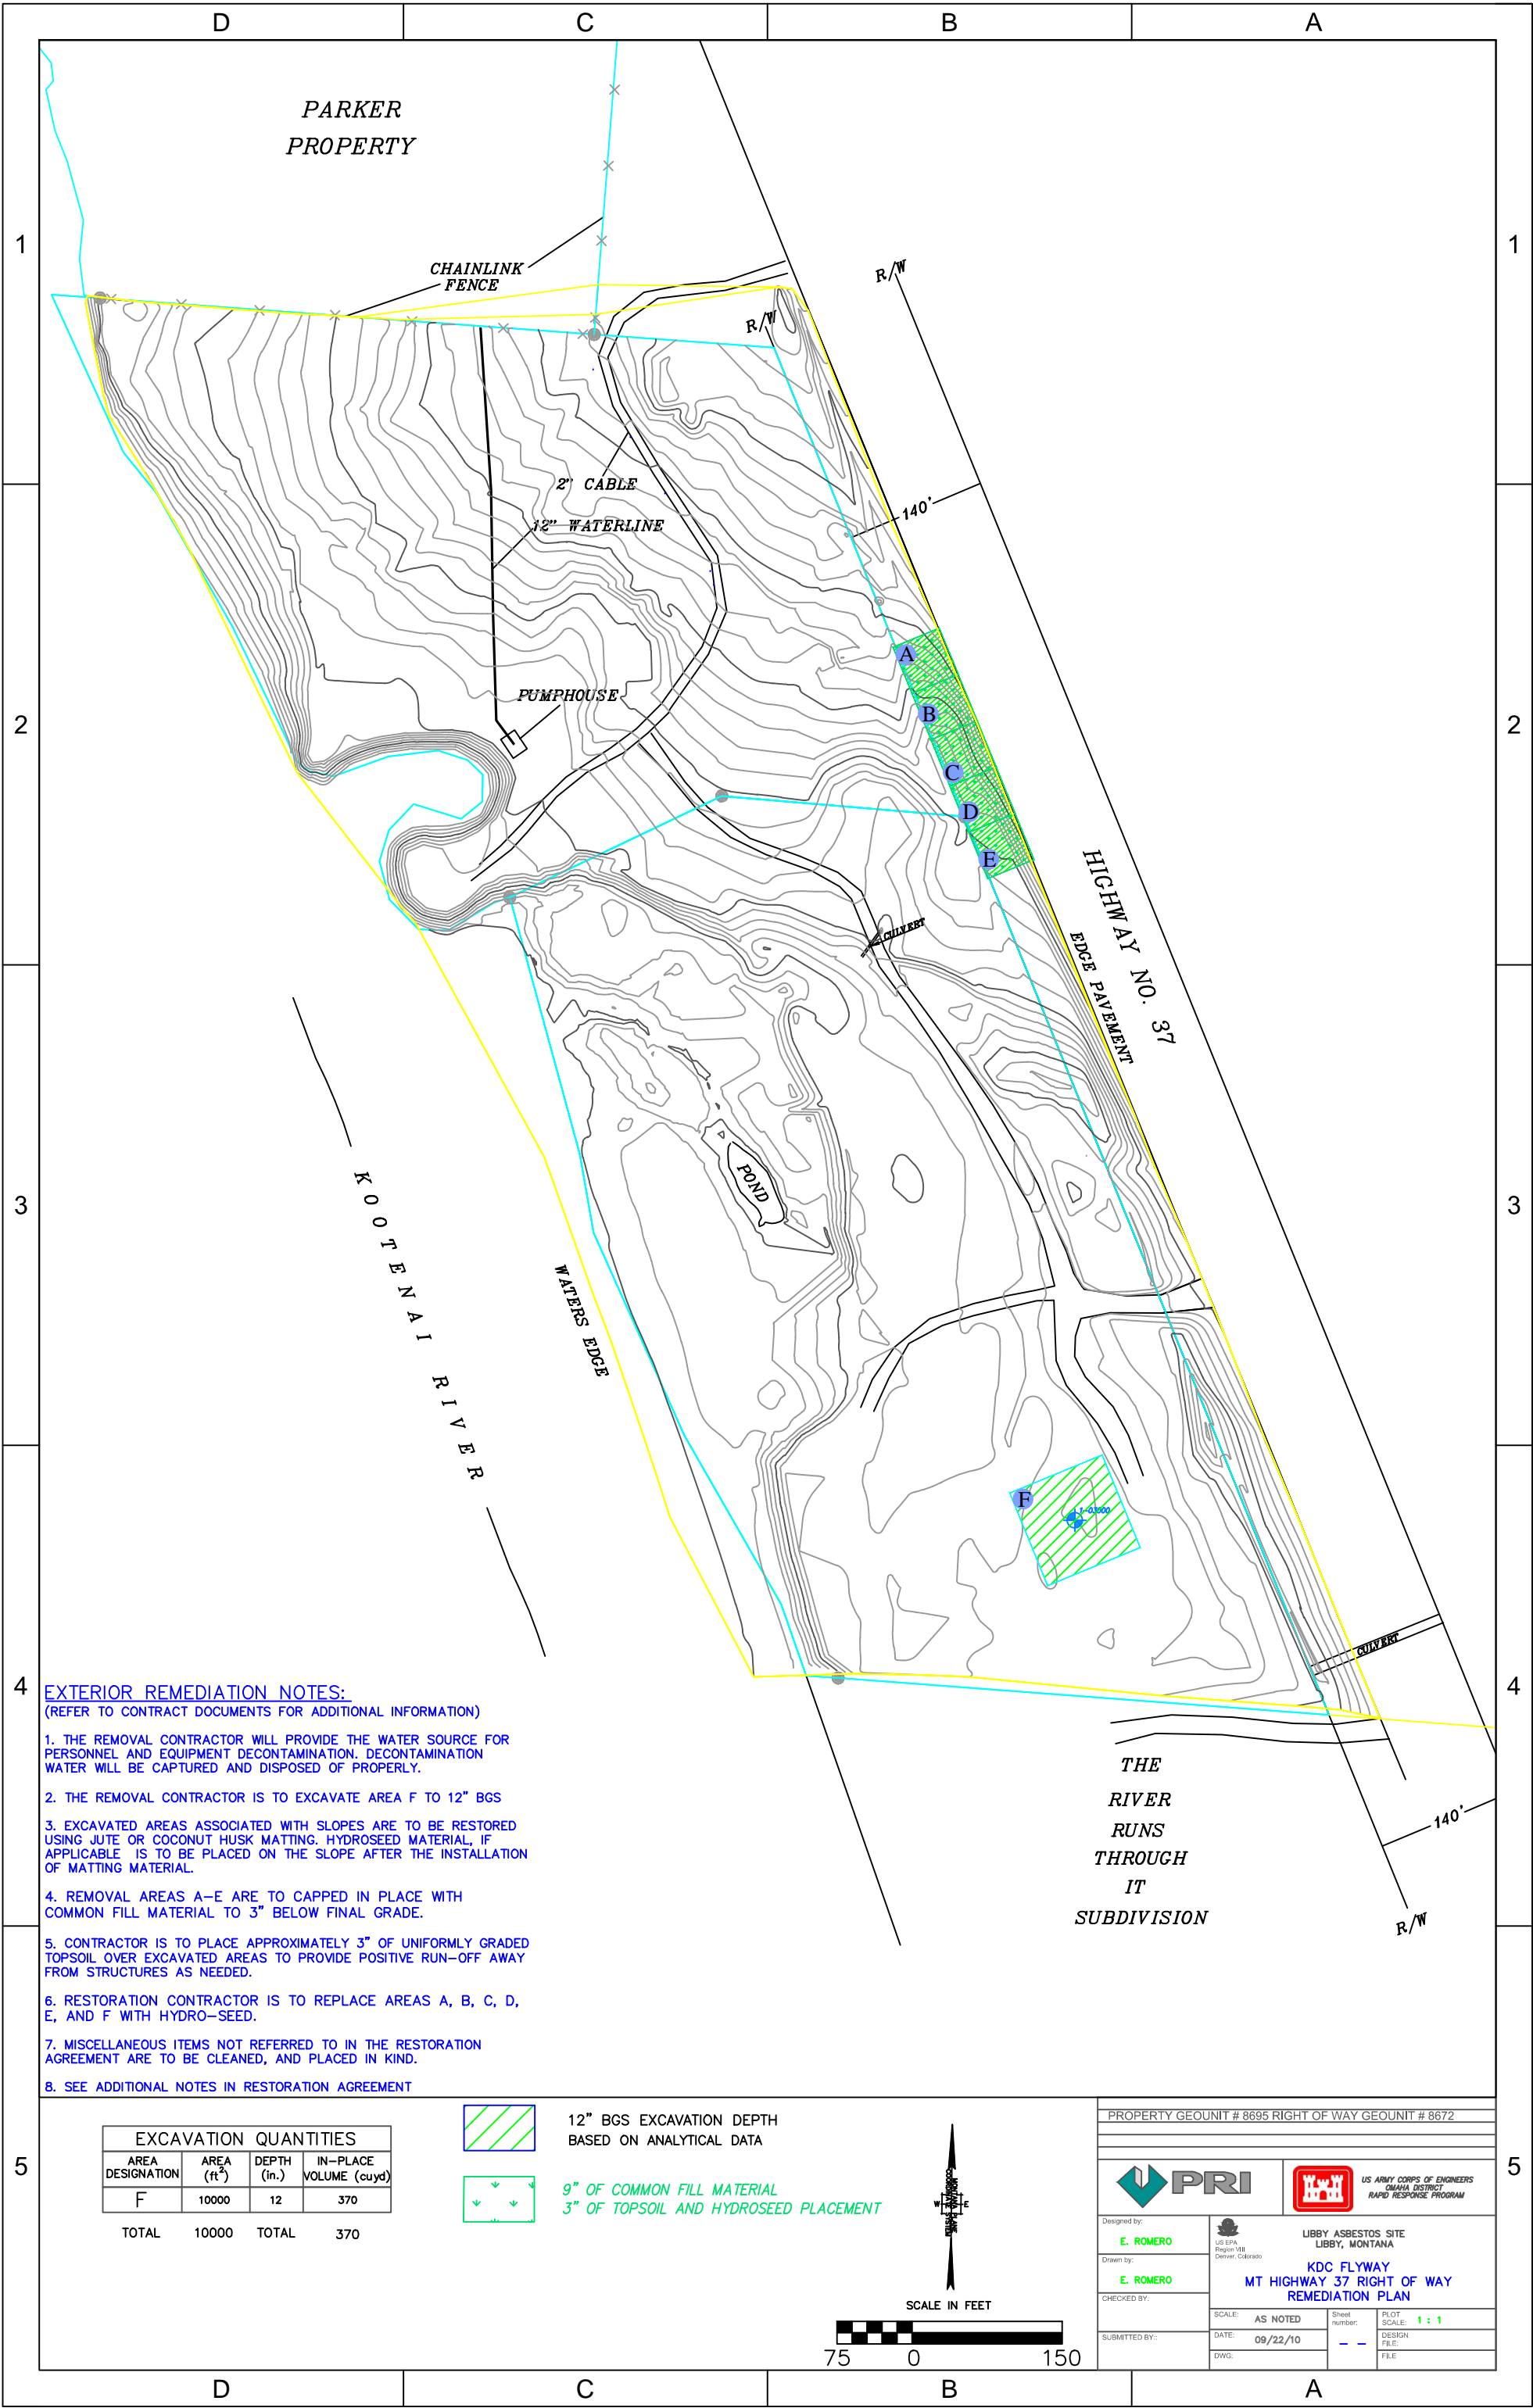 D C B A
PARKER
PROPERTY
1 1
CHAINLINK
FENCE
R/W
R/W
2" CABLE
12" WATERLINE
140'
A
B
C
D
E
PUMPHOUSE
2 2
CULVERT
HIGHWAY NO. 37
EDGE PAVEMENT
POND
KOOTENAI RIVER
WATERS EDGE
3 3
F
1-03000
CULVERT
4 4
EXTERIOR REMEDIATION NOTES:
(REFER TO CONTRACT DOCUMENTS FOR ADDITIONAL INFORMATION)
1. THE REMOVAL CONTRACTOR WILL PROVIDE THE WATER SOURCE FOR
PERSONNEL AND EQUIPMENT DECONTAMINATION. DECONTAMINATION
WATER WILL BE CAPTURED AND DISPOSED OF PROPERLY.
2. THE REMOVAL CONTRACTOR IS TO EXCAVATE AREA F TO 12" BGS
3. EXCAVATED AREAS ASSOCIATED WITH SLOPES ARE TO BE RESTORED
USING JUTE OR COCONUT HUSK MATTING. HYDROSEED MATERIAL, IF
APPLICABLE IS TO BE PLACED ON THE SLOPE AFTER THE INSTALLATION
OF MATTING MATERIAL.
4. REMOVAL AREAS A-E ARE TO CAPPED IN PLACE WITH
COMMON FILL MATERIAL TO 3" BELOW FINAL GRADE.
5. CONTRACTOR IS TO PLACE APPROXIMATELY 3" OF UNIFORMLY GRADED
TOPSOIL OVER EXCAVATED AREAS TO PROVIDE POSITIVE RUN-OFF AWAY
FROM STRUCTURES AS NEEDED.
6. RESTORATION CONTRACTOR IS TO REPLACE AREAS A, B, C, D,
E, AND F WITH HYDRO-SEED.
7. MISCELLANEOUS ITEMS NOT REFERRED TO IN THE RESTORATION
AGREEMENT ARE TO BE CLEANED, AND PLACED IN KIND.
8. SEE ADDITIONAL NOTES IN RESTORATION AGREEMENT
THE
RIVER
RUNS
THROUGH
IT
SUBDIVISION
140'
R/W
5 5
EXCAVATION QUANTITIES
AREA DESIGNATION AREA (ft²) DEPTH (in.) IN-PLACE VOLUME (cuyd)
F 10000 12 370
TOTAL 10000 TOTAL 370
12" BGS EXCAVATION DEPTH
BASED ON ANALYTICAL DATA
9" OF COMMON FILL MATERIAL
3" OF TOPSOIL AND HYDROSEED PLACEMENT
W E
SCALE IN FEET
75 0 150
PROPERTY GEOUNIT # 8695 RIGHT OF WAY GEOUNIT # 8672
PRI
US ARMY CORPS OF ENGINEERS
OMAHA DISTRICT
RAPID RESPONSE PROGRAM
Designed by:
E. ROMERO
Drawn by:
E. ROMERO
CHECKED BY:
SUBMITTED BY::
US EPA
Region VIII
Denver, Colorado
LIBBY ASBESTOS SITE
LIBBY, MONTANA
KDC FLYWAY
MT HIGHWAY 37 RIGHT OF WAY
REMEDIATION PLAN
SCALE: AS NOTED
Sheet number: - -
PLOT SCALE: 1 : 1
DATE: 09/22/10
DESIGN FILE:
DWG:
FILE
D C B A